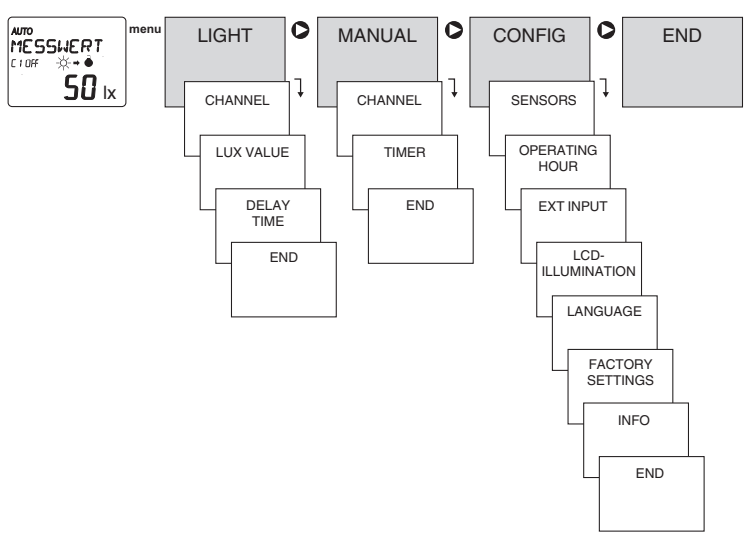 AUTO
MESSWERT
C1 OFF
50 lx
menu
LIGHT
MANUAL
CONFIG
END
CHANNEL
LUX VALUE
DELAY
TIME
END
CHANNEL
TIMER
END
SENSORS
OPERATING
HOUR
EXT INPUT
LCD-
ILLUMINATION
LANGUAGE
FACTORY
SETTINGS
INFO
END